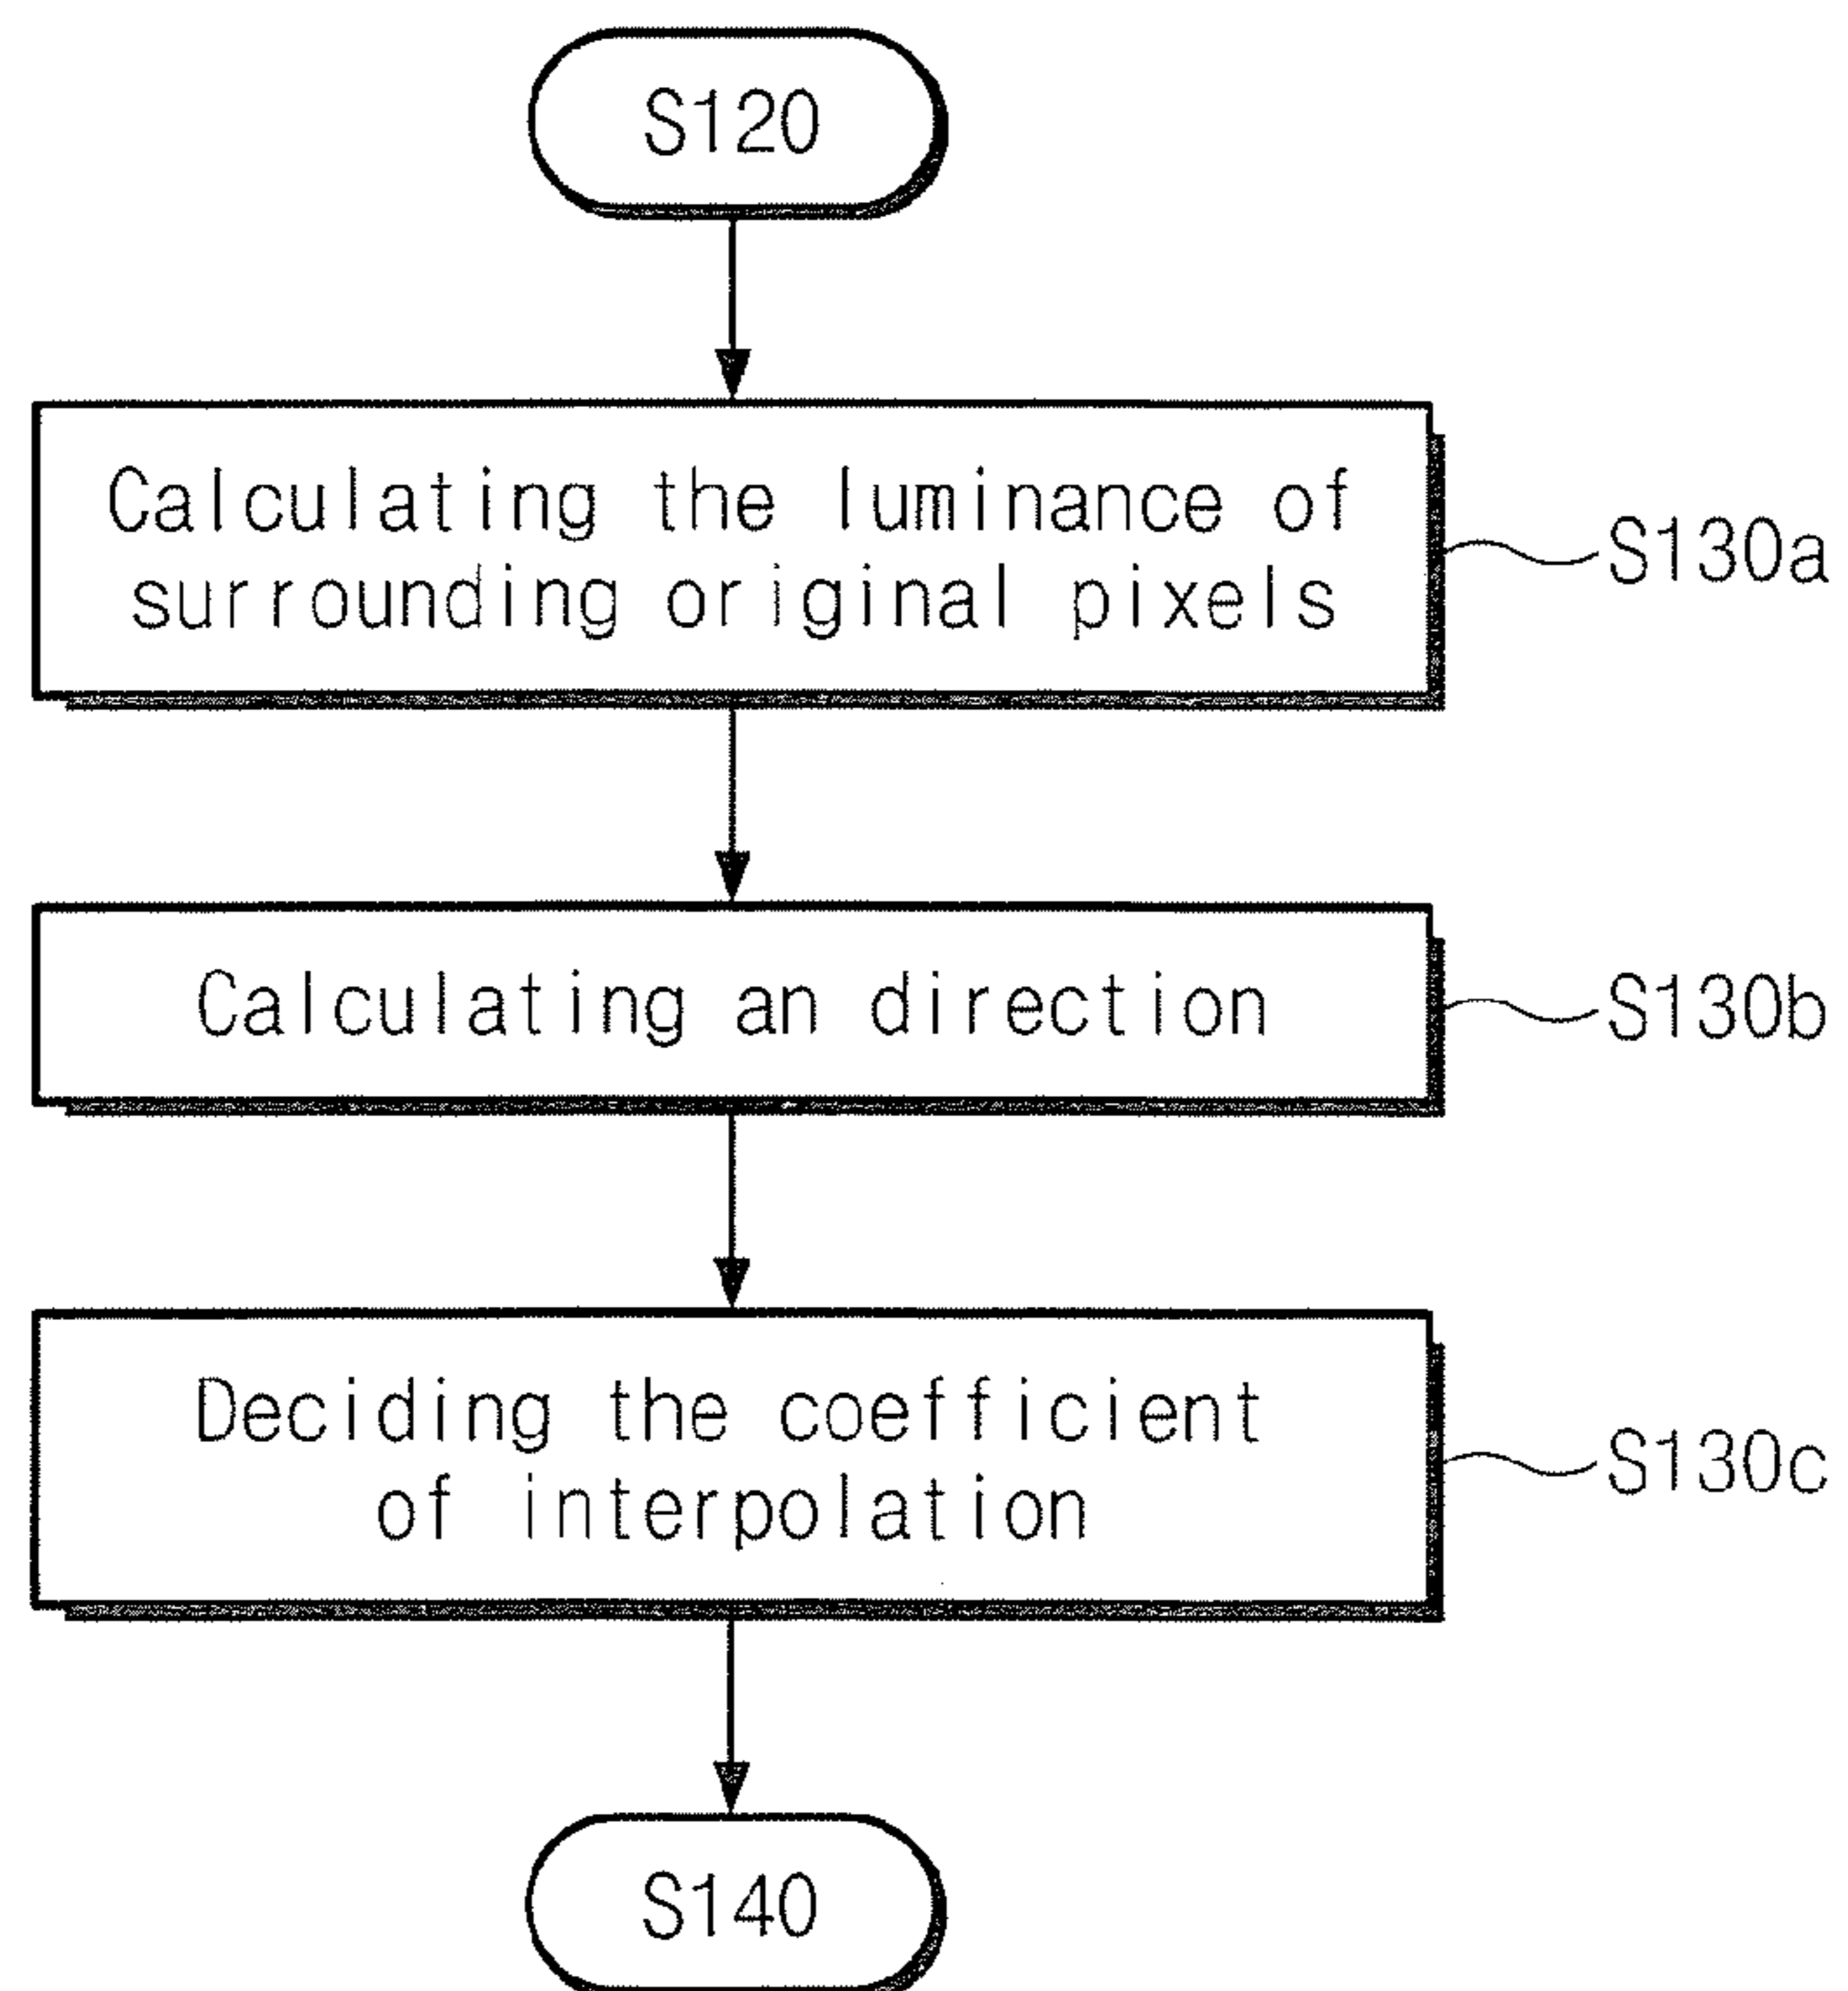 S120
Calculating the luminance of
surrounding original pixels
S130a
Calculating an direction
S130b
Deciding the coefficient
of interpolation
S130c
S140